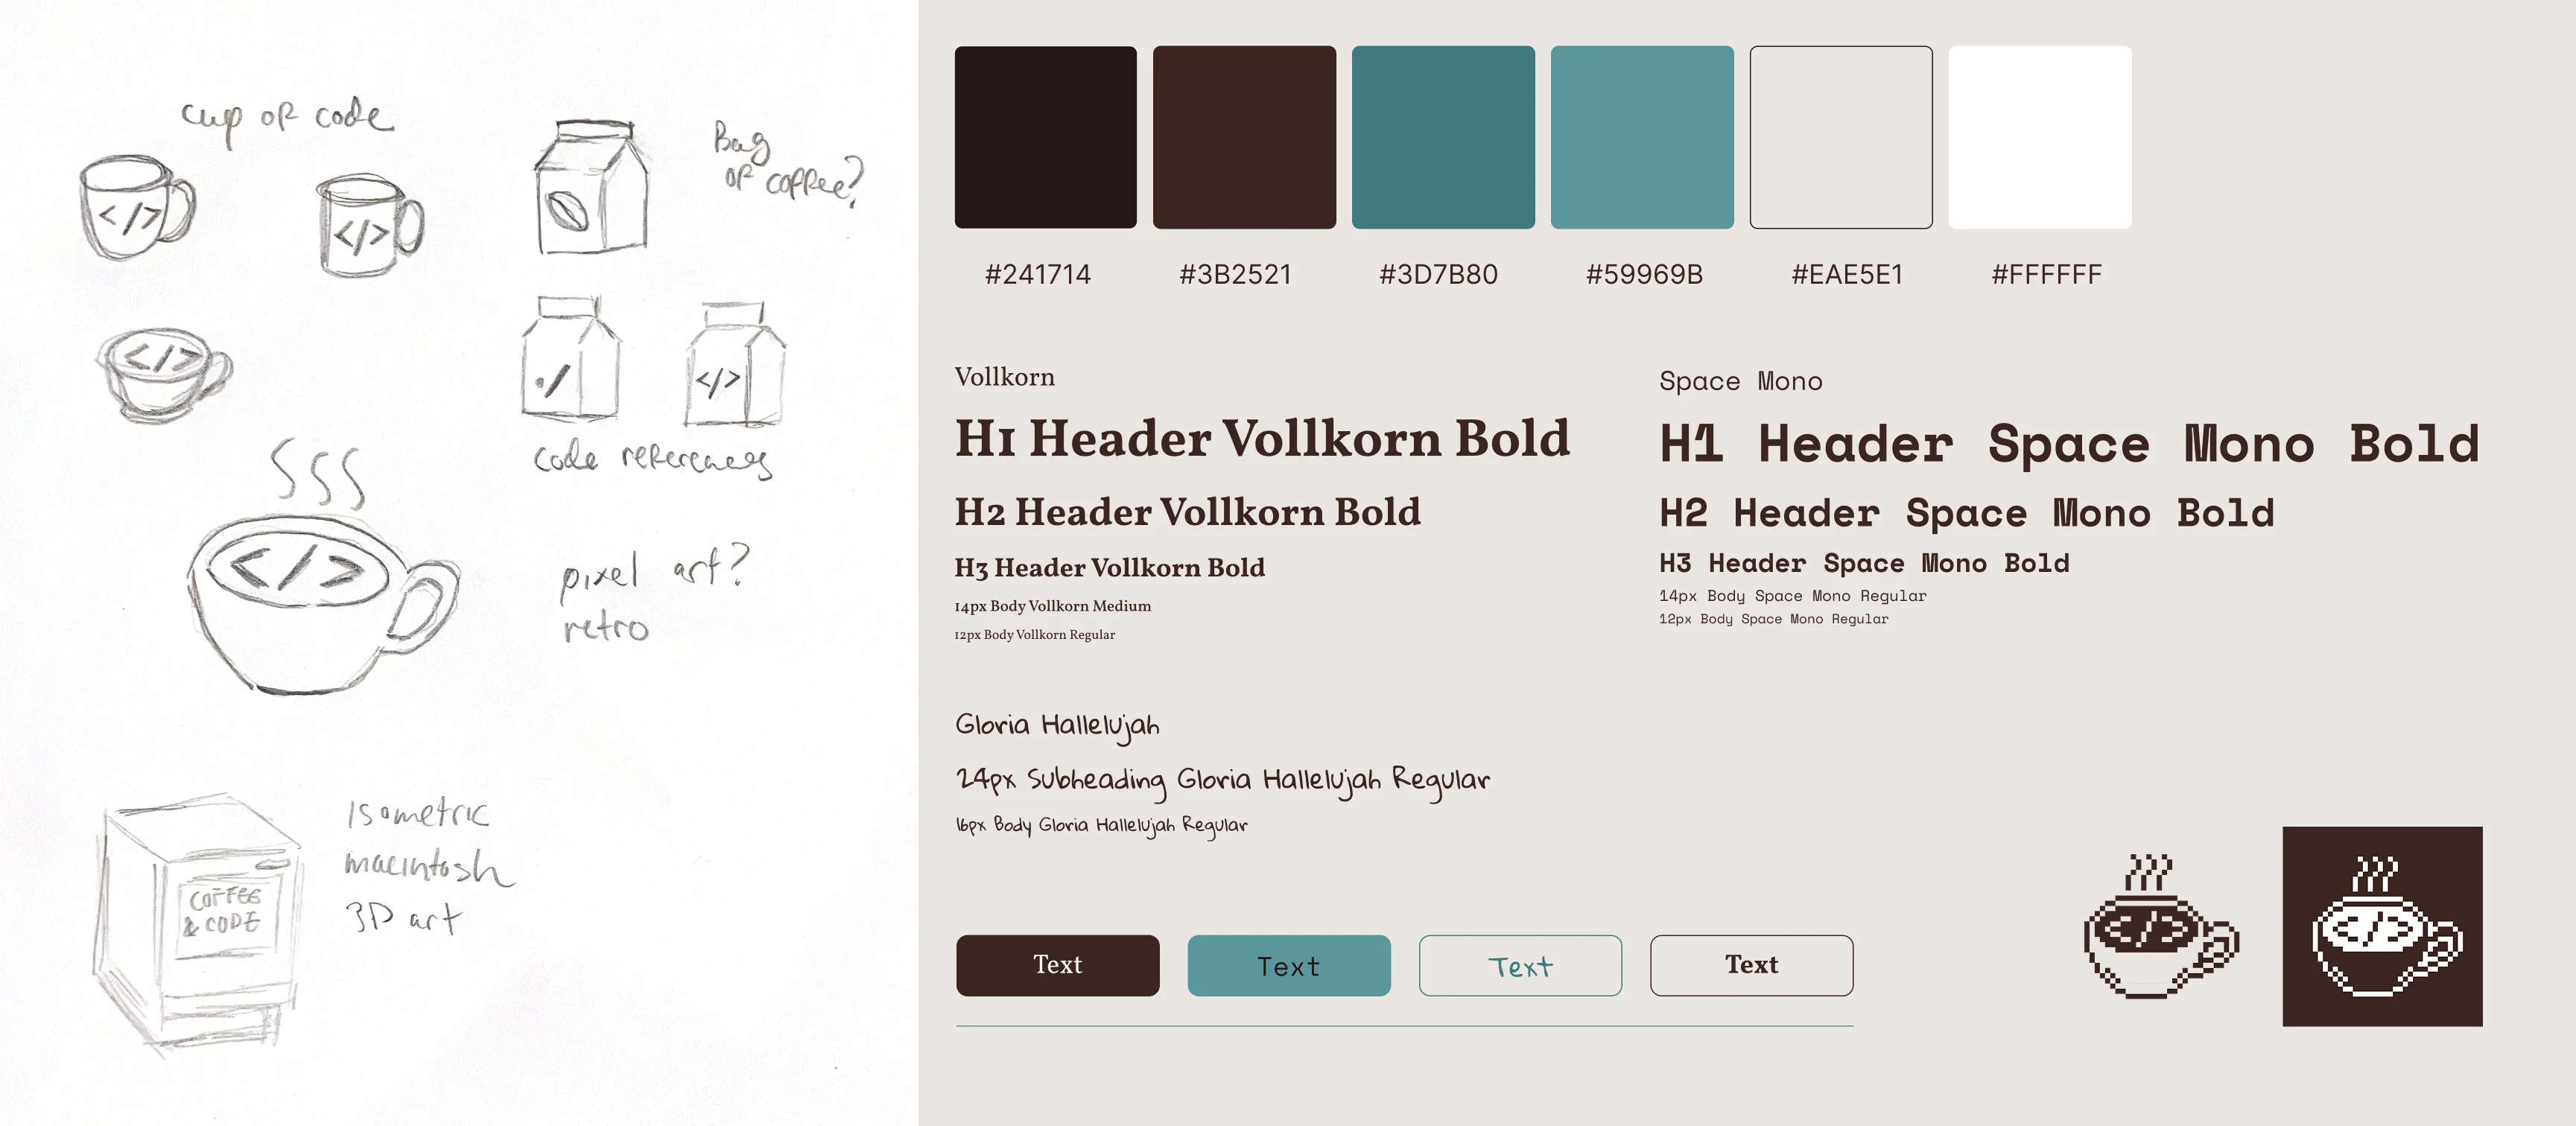 cup of code
</>
</>
</>
Bag
of coffee?
./
</>
code references
</>
pixel art?
retro
COFFEE
& CODE
Isometric
macintosh
3D art
#241714
#3B2521
#3D7B80
#59969B
#EAE5E1
#FFFFFF
Vollkorn
H1 Header Vollkorn Bold
H2 Header Vollkorn Bold
H3 Header Vollkorn Bold
14px Body Vollkorn Medium
12px Body Vollkorn Regular
Space Mono
H1 Header Space Mono Bold
H2 Header Space Mono Bold
H3 Header Space Mono Bold
14px Body Space Mono Regular
12px Body Space Mono Regular
Gloria Hallelujah
24px Subheading Gloria Hallelujah Regular
16px Body Gloria Hallelujah Regular
Text
Text
Text
Text
</>
</>